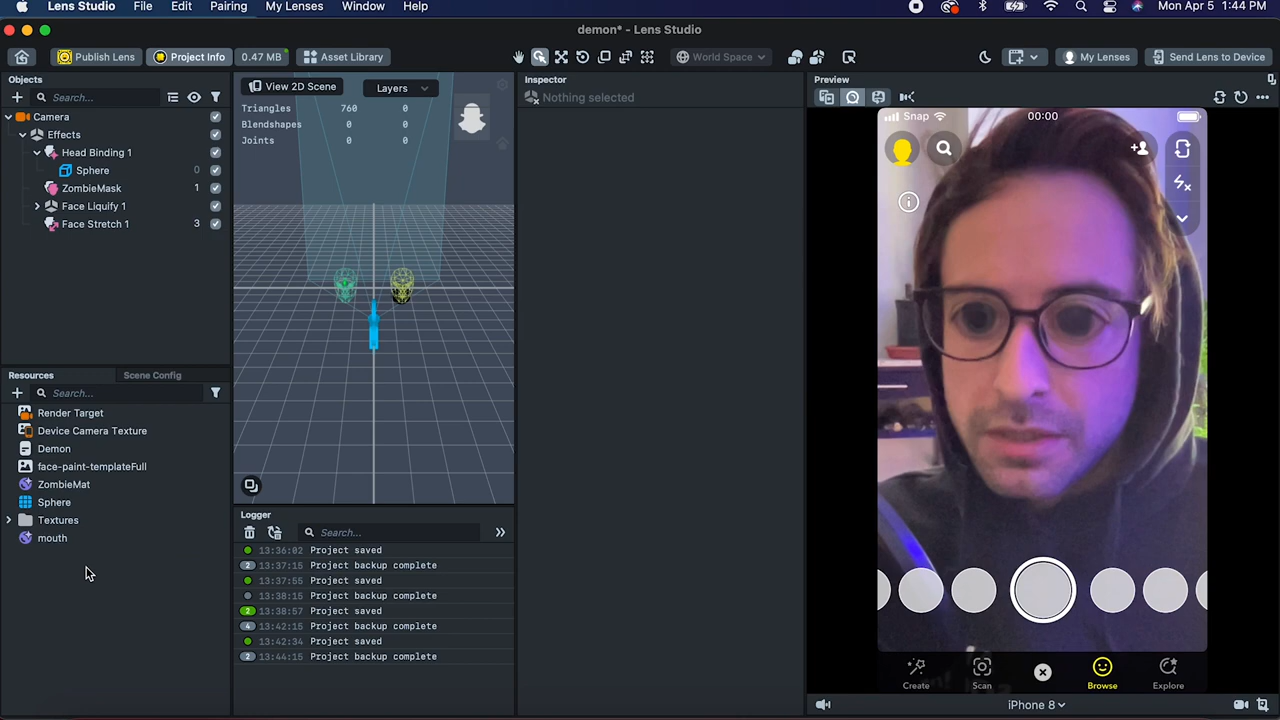 Lens Studio File Edit Pairing My Lenses Window Help Mon Apr 5 1:44 PM
demon* - Lens Studio
Publish Lens Project Info 0.47 MB Asset Library World Space My Lenses Send Lens to Device
Objects
Search...
Camera
Effects
Head Binding 1
Sphere 0
ZombieMask 1
Face Liquify 1
Face Stretch 1 3
Resources Scene Config
Search...
Render Target
Device Camera Texture
Demon
face-paint-templateFull
ZombieMat
Sphere
Textures
mouth
View 2D Scene Layers
Triangles 760 0
Blendshapes 0 0
Joints 0 0
Logger
Search...
13:36:02 Project saved
2 13:37:15 Project backup complete
13:37:55 Project saved
13:38:15 Project backup complete
2 13:38:57 Project saved
4 13:42:15 Project backup complete
13:42:34 Project saved
2 13:44:15 Project backup complete
Inspector
Nothing selected
Preview
Snap 00:00
Create Scan Browse Explore
iPhone 8